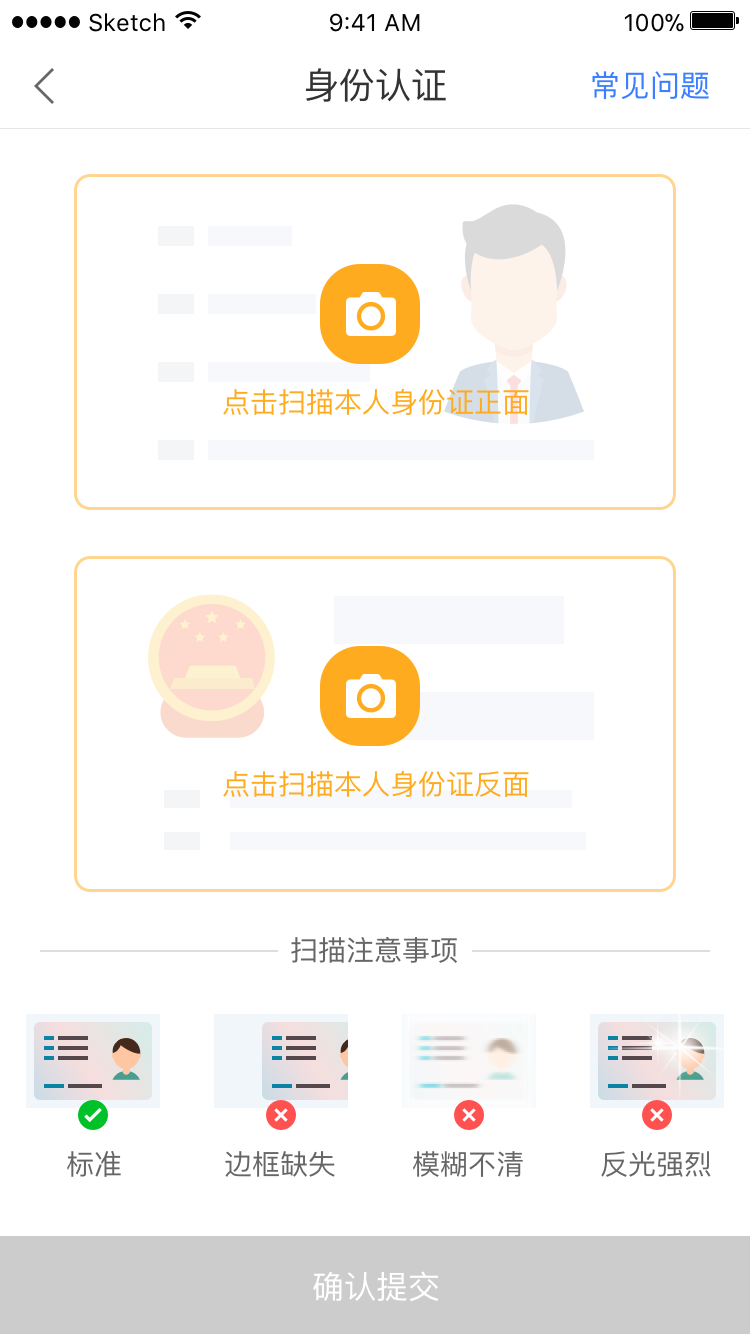 Sketch 9:41 AM 100%
身份认证 常见问题
点击扫描本人身份证正面
点击扫描本人身份证反面
扫描注意事项
标准 边框缺失 模糊不清 反光强烈
确认提交